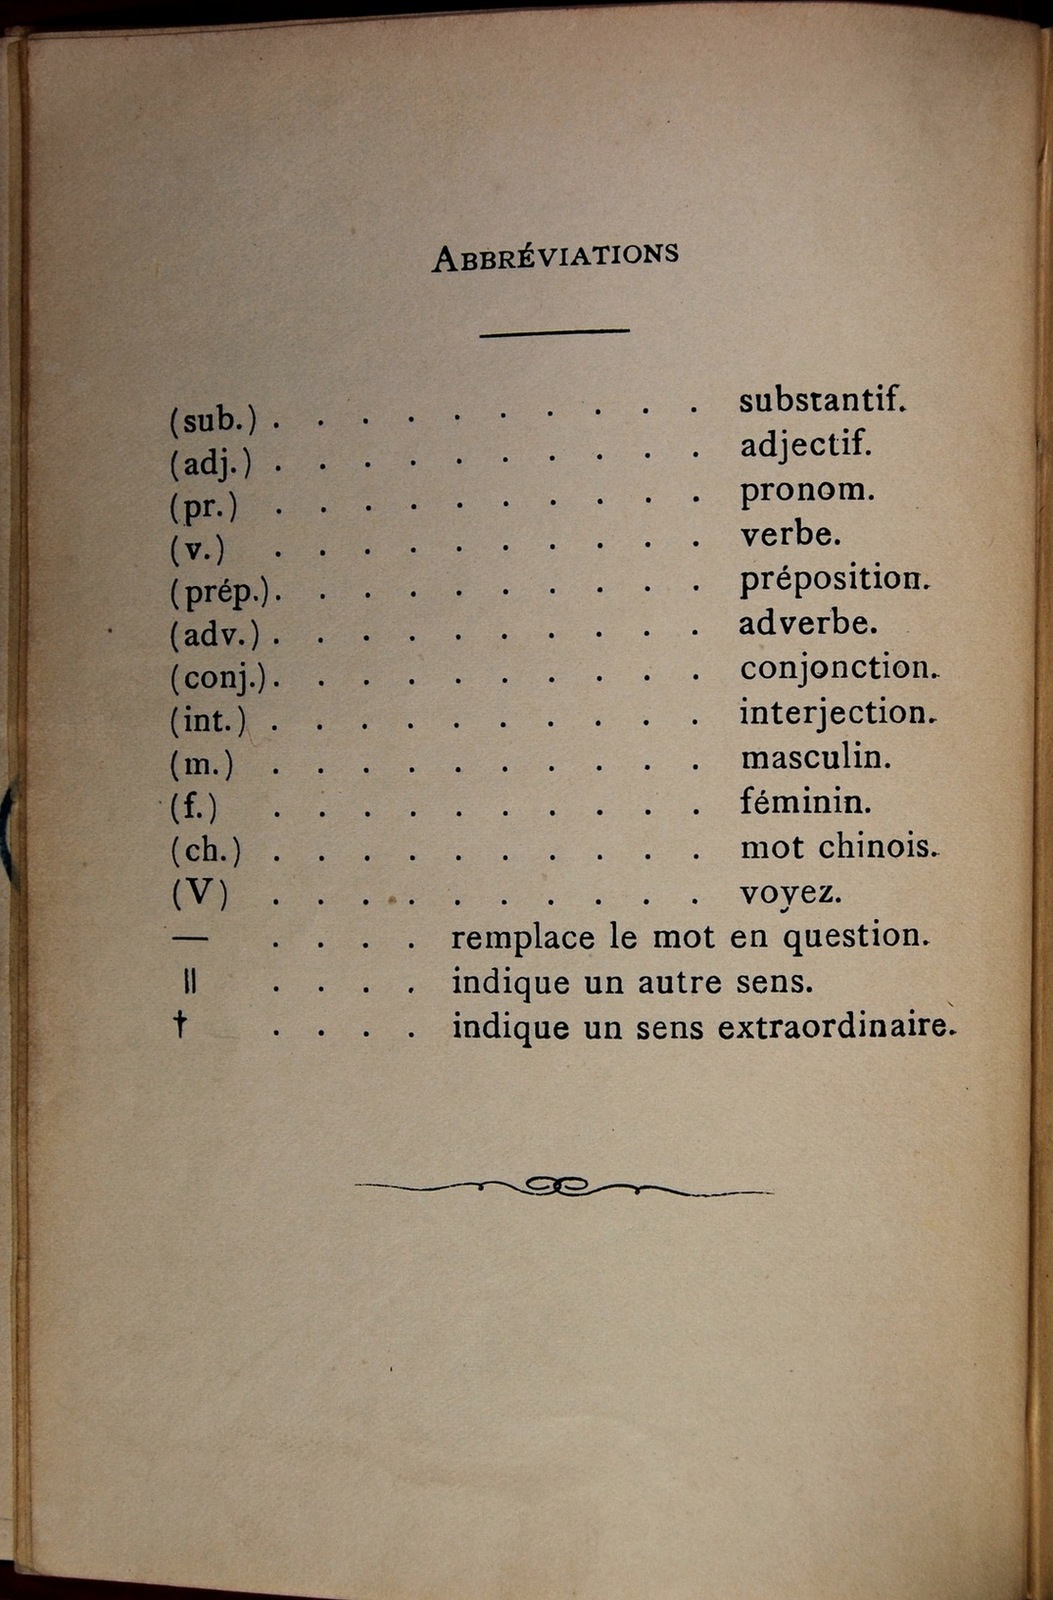 ABBRÉVIATIONS
(sub.) . . . . . . . . . . substantif.
(adj.) . . . . . . . . . . adjectif.
(pr.) . . . . . . . . . . pronom.
(v.) . . . . . . . . . . verbe.
(prép.) . . . . . . . . . . préposition.
(adv.) . . . . . . . . . . adverbe.
(conj.) . . . . . . . . . . conjonction.
(int.) . . . . . . . . . . interjection.
(m.) . . . . . . . . . . masculin.
(f.) . . . . . . . . . . féminin.
(ch.) . . . . . . . . . . mot chinois.
(V) . . . . . . . . . . voyez.
— . . . . remplace le mot en question.
|| . . . . indique un autre sens.
† . . . . indique un sens extraordinaire.